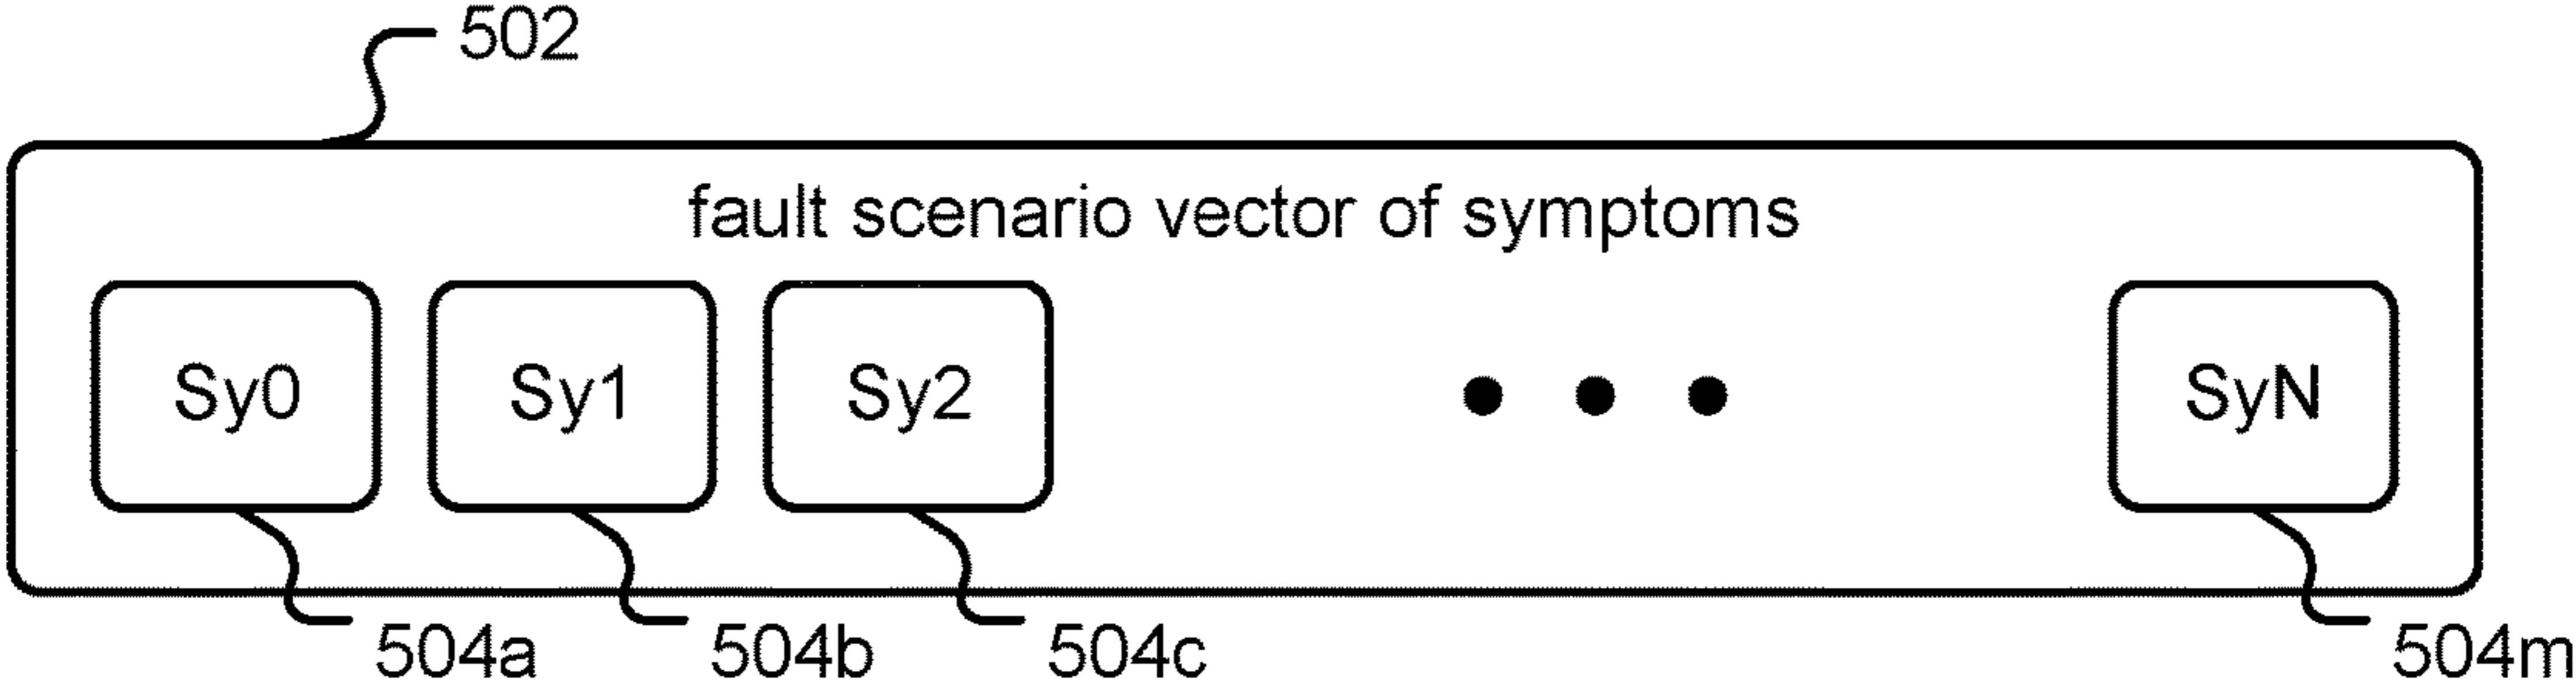 502
fault scenario vector of symptoms
Sy0 Sy1 Sy2 SyN
504a 504b 504c 504m